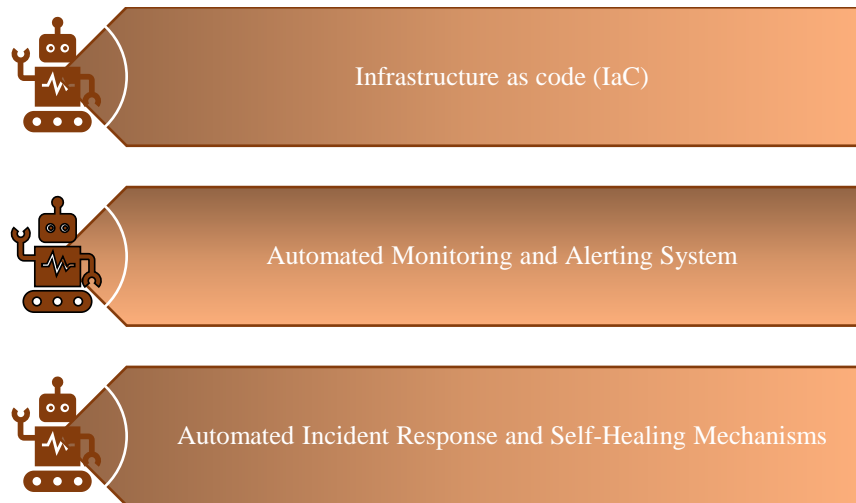 Infrastructure as code (IaC)
Automated Monitoring and Alerting System
Automated Incident Response and Self-Healing Mechanisms